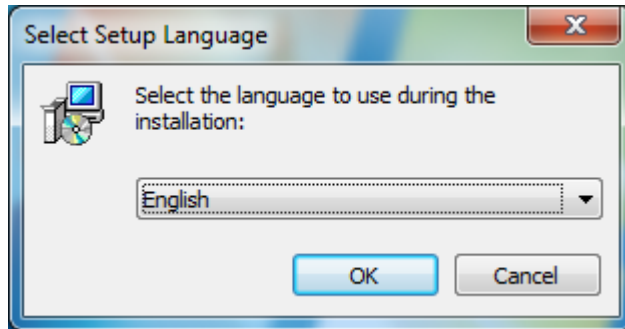 Select Setup Language
Select the language to use during the
installation:
English
OK
Cancel